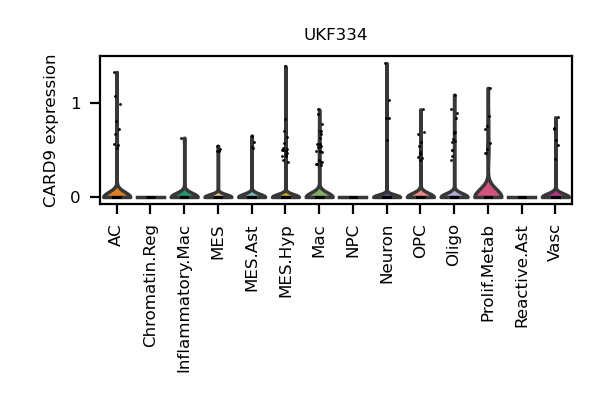 UKF334
CARD9 expression
1
0
AC
Chromatin.Reg
Inflammatory.Mac
MES
MES.Ast
MES.Hyp
Mac
NPC
Neuron
OPC
Oligo
Prolif.Metab
Reactive.Ast
Vasc